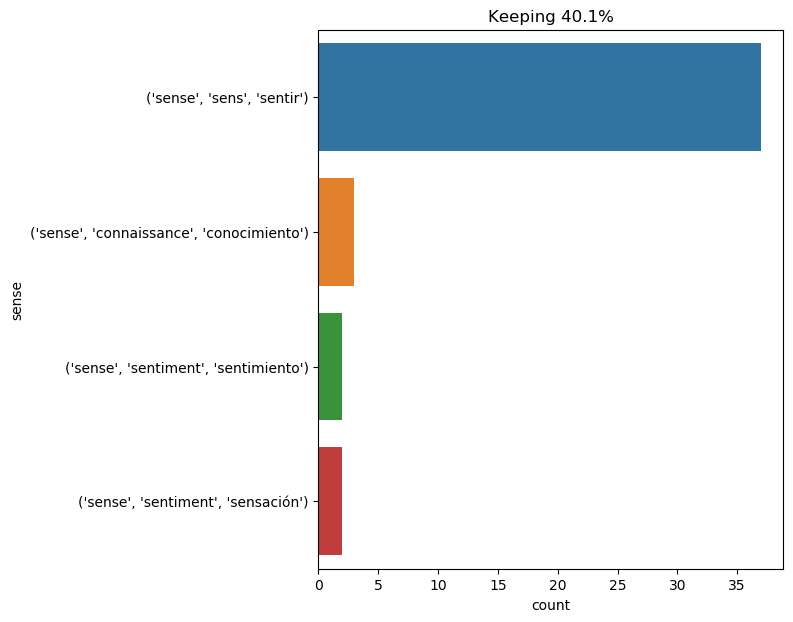 Keeping 40.1%
('sense', 'sens', 'sentir')
('sense', 'connaissance', 'conocimiento')
('sense', 'sentiment', 'sentimiento')
('sense', 'sentiment', 'sensación')
sense
0 5 10 15 20 25 30 35
count